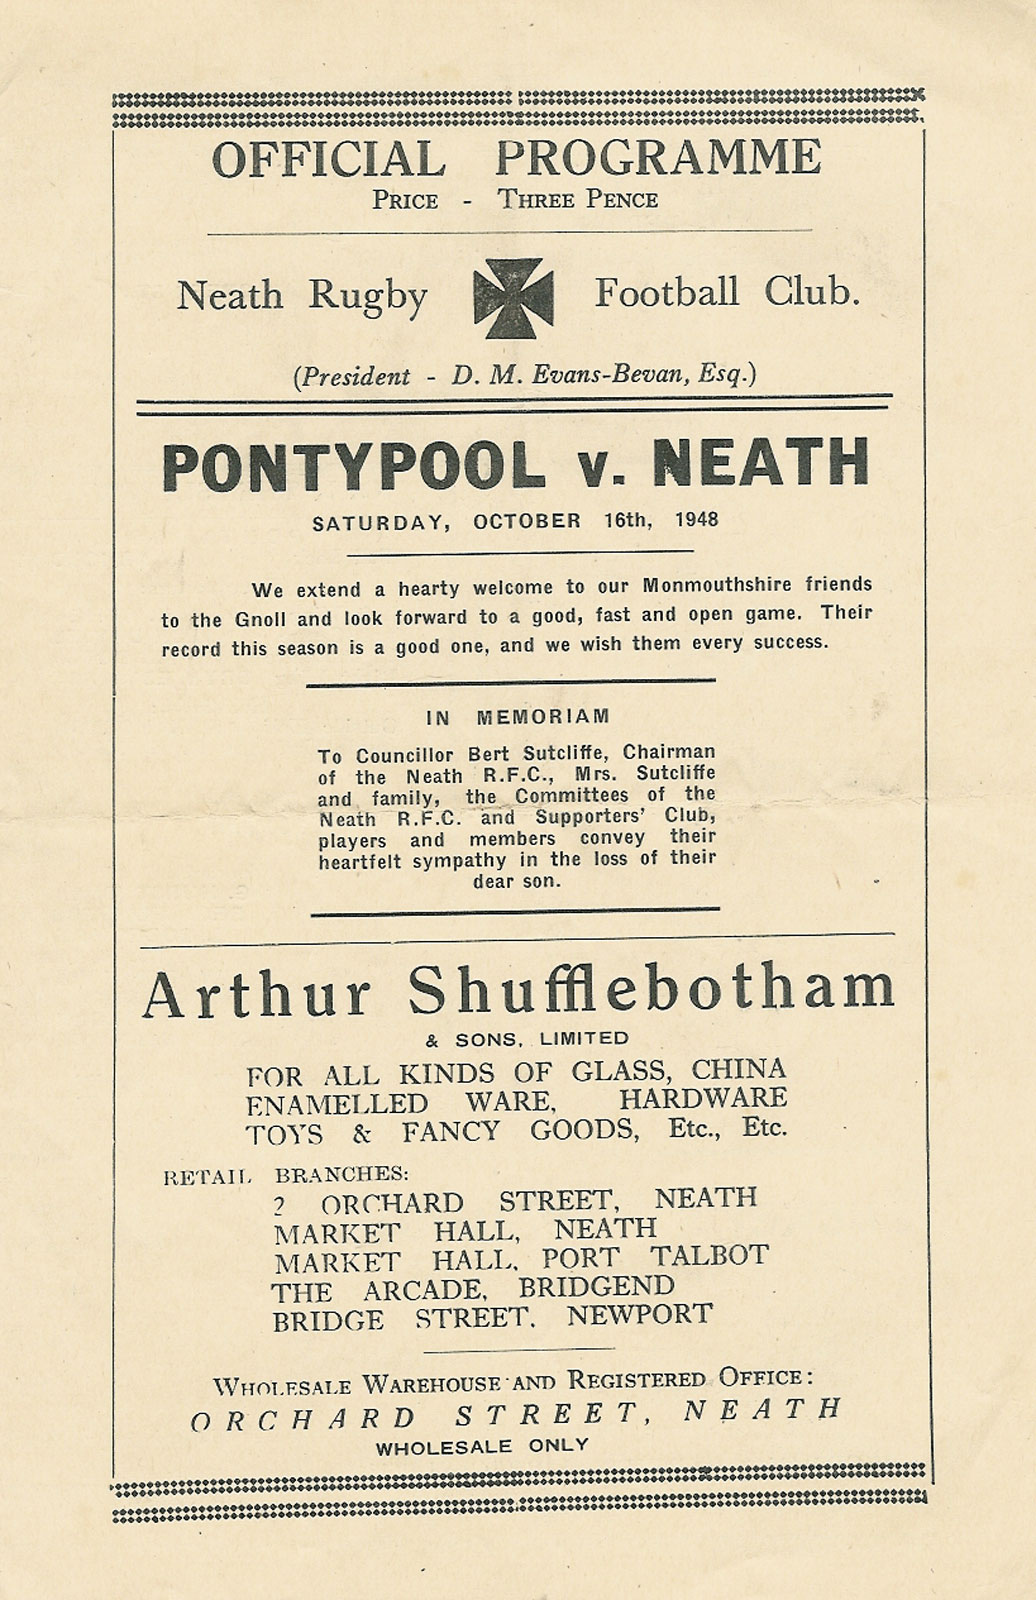 OFFICIAL PROGRAMME
PRICE - THREE PENCE
Neath Rugby Football Club.
(President - D. M. Evans-Bevan, Esq.)
PONTYPOOL v. NEATH
SATURDAY, OCTOBER 16th, 1948
We extend a hearty welcome to our Monmouthshire friends
to the Gnoll and look forward to a good, fast and open game. Their
record this season is a good one, and we wish them every success.
IN MEMORIAM
To Councillor Bert Sutcliffe, Chairman
of the Neath R.F.C., Mrs. Sutcliffe
and family, the Committees of the
Neath R.F.C. and Supporters' Club,
players and members convey their
heartfelt sympathy in the loss of their
dear son.
Arthur Shufflebotham
& SONS, LIMITED
FOR ALL KINDS OF GLASS, CHINA
ENAMELLED WARE, HARDWARE
TOYS & FANCY GOODS, Etc., Etc.
RETAIL BRANCHES:
2 ORCHARD STREET, NEATH
MARKET HALL, NEATH
MARKET HALL, PORT TALBOT
THE ARCADE, BRIDGEND
BRIDGE STREET. NEWPORT
WHOLESALE WAREHOUSE AND REGISTERED OFFICE:
ORCHARD STREET, NEATH
WHOLESALE ONLY